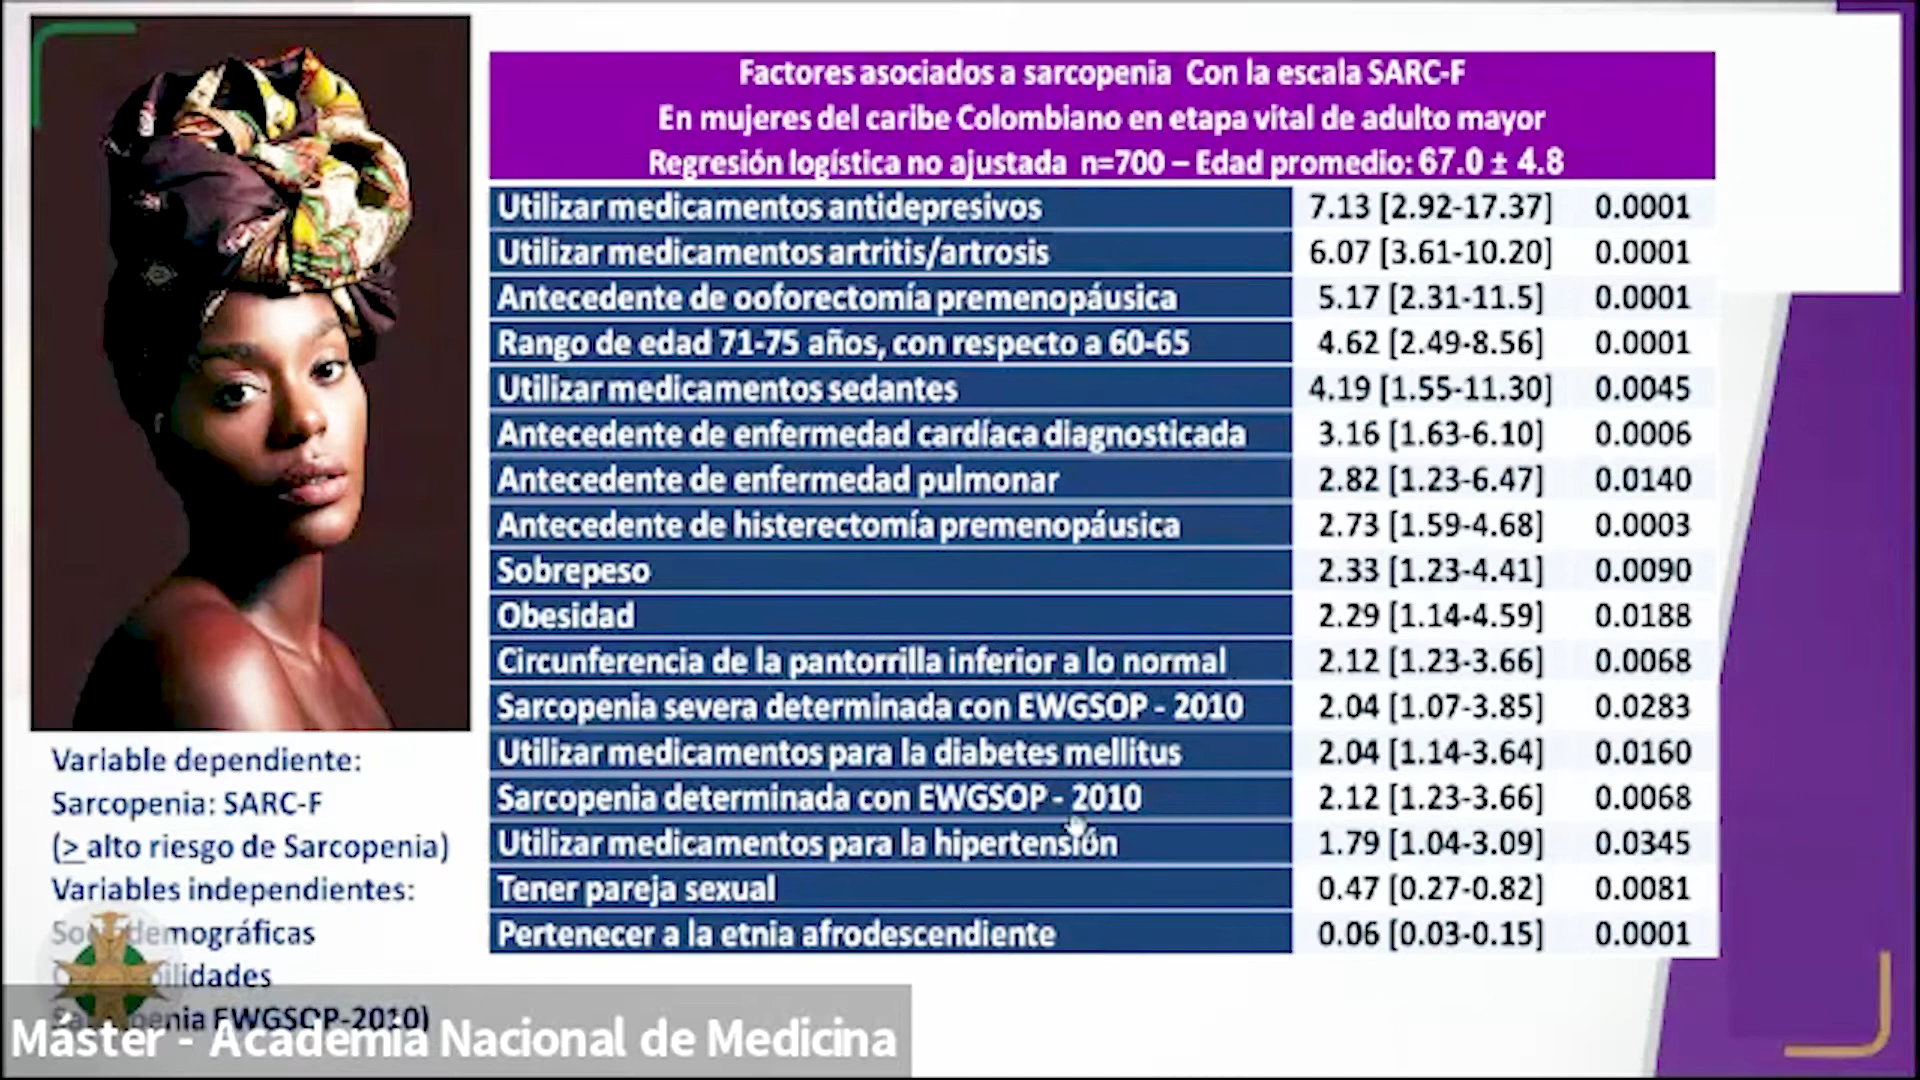 Factores asociados a sarcopenia Con la escala SARC-F
En mujeres del caribe Colombiano en etapa vital de adulto mayor
Regresión logística no ajustada n=700 – Edad promedio: 67.0 ± 4.8
Utilizar medicamentos antidepresivos 7.13 [2.92-17.37] 0.0001
Utilizar medicamentos artritis/artrosis 6.07 [3.61-10.20] 0.0001
Antecedente de ooforectomía premenopáusica 5.17 [2.31-11.5] 0.0001
Rango de edad 71-75 años, con respecto a 60-65 4.62 [2.49-8.56] 0.0001
Utilizar medicamentos sedantes 4.19 [1.55-11.30] 0.0045
Antecedente de enfermedad cardíaca diagnosticada 3.16 [1.63-6.10] 0.0006
Antecedente de enfermedad pulmonar 2.82 [1.23-6.47] 0.0140
Antecedente de histerectomía premenopáusica 2.73 [1.59-4.68] 0.0003
Sobrepeso 2.33 [1.23-4.41] 0.0090
Obesidad 2.29 [1.14-4.59] 0.0188
Circunferencia de la pantorrilla inferior a lo normal 2.12 [1.23-3.66] 0.0068
Sarcopenia severa determinada con EWGSOP - 2010 2.04 [1.07-3.85] 0.0283
Utilizar medicamentos para la diabetes mellitus 2.04 [1.14-3.64] 0.0160
Sarcopenia determinada con EWGSOP - 2010 2.12 [1.23-3.66] 0.0068
Utilizar medicamentos para la hipertensión 1.79 [1.04-3.09] 0.0345
Tener pareja sexual 0.47 [0.27-0.82] 0.0081
Pertenecer a la etnia afrodescendiente 0.06 [0.03-0.15] 0.0001
Variable dependiente:
Sarcopenia: SARC-F
(> alto riesgo de Sarcopenia)
Variables independientes:
Sociodemográficas
EWGSOP-2010)
Máster - Academia Nacional de Medicina